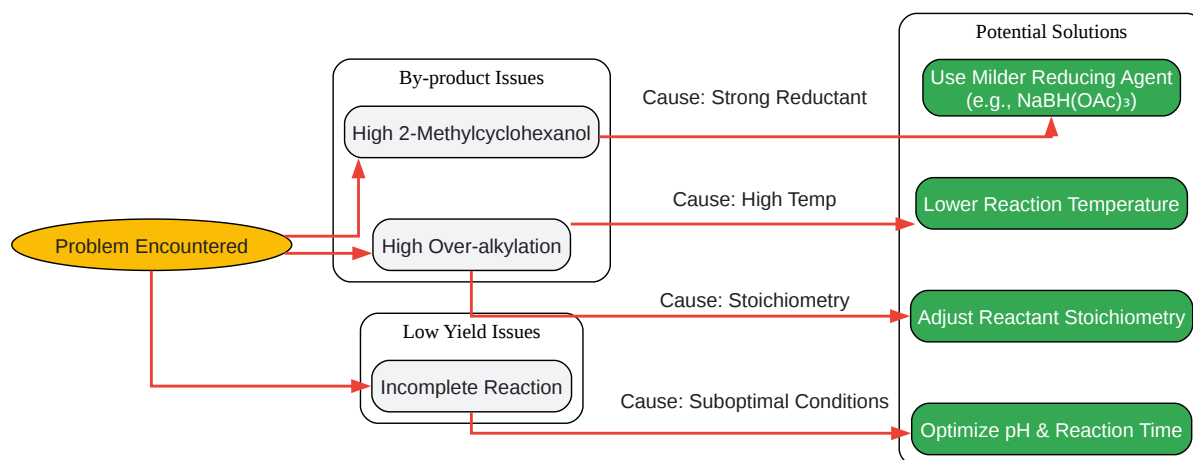 Potential Solutions
By-product Issues
Use Milder Reducing Agent
(e.g., NaBH(OAc)₃)
Cause: Strong Reductant
High 2-Methylcyclohexanol
Cause: High Temp
Lower Reaction Temperature
Problem Encountered
High Over-alkylation
Cause: Stoichiometry
Adjust Reactant Stoichiometry
Low Yield Issues
Incomplete Reaction
Cause: Suboptimal Conditions
Optimize pH & Reaction Time